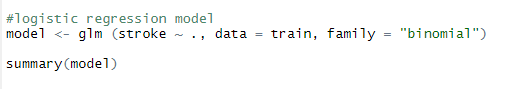 #logistic regression model
model <- glm (stroke ~ ., data = train, family = "binomial")
summary(model)